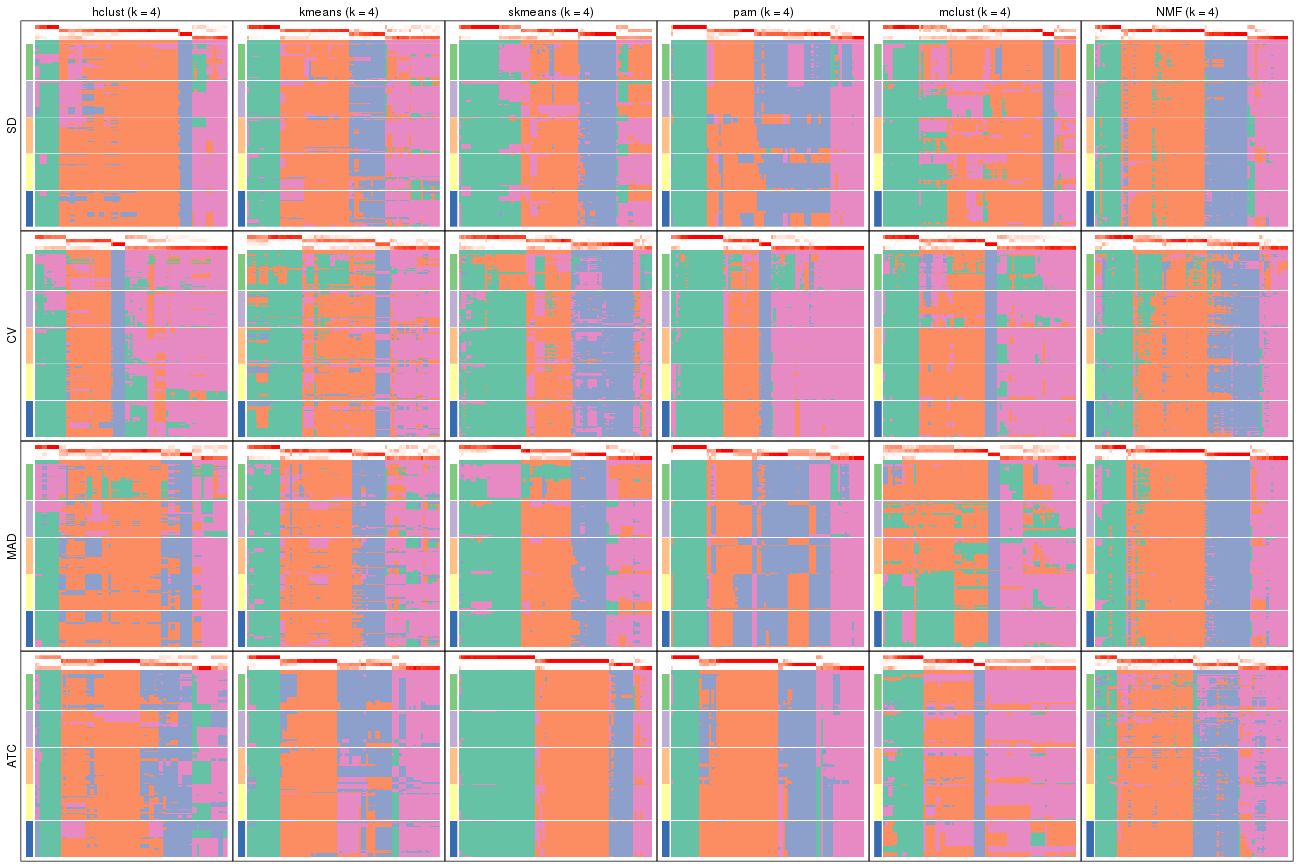 hclust (k = 4) kmeans (k = 4) skmeans (k = 4) pam (k = 4) mclust (k = 4) NMF (k = 4)
SD
CV
MAD
ATC